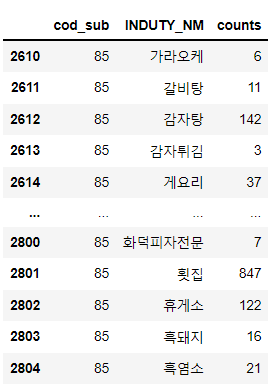 cod_sub INDUTY_NM counts
2610 85 가라오케 6
2611 85 갈비탕 11
2612 85 감자탕 142
2613 85 감자튀김 3
2614 85 게요리 37
... ... ... ...
2800 85 화덕피자전문 7
2801 85 횟집 847
2802 85 휴게소 122
2803 85 흑돼지 16
2804 85 흑염소 21